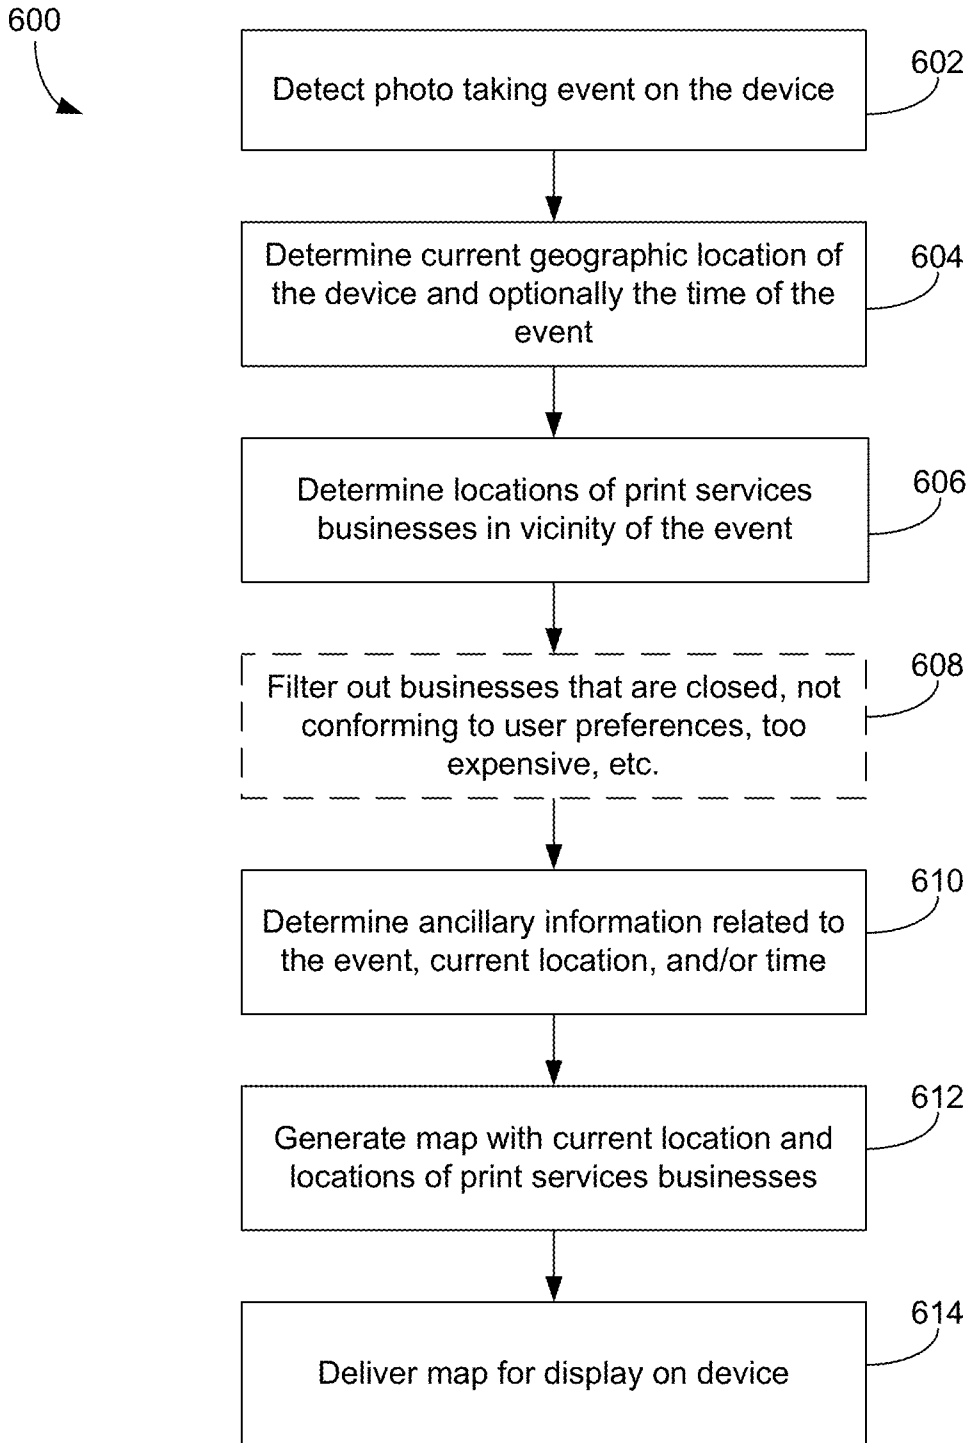 600
Detect photo taking event on the device
602
Determine current geographic location of
the device and optionally the time of the
event
604
Determine locations of print services
businesses in vicinity of the event
606
Filter out businesses that are closed, not
conforming to user preferences, too
expensive, etc.
608
Determine ancillary information related to
the event, current location, and/or time
610
Generate map with current location and
locations of print services businesses
612
Deliver map for display on device
614